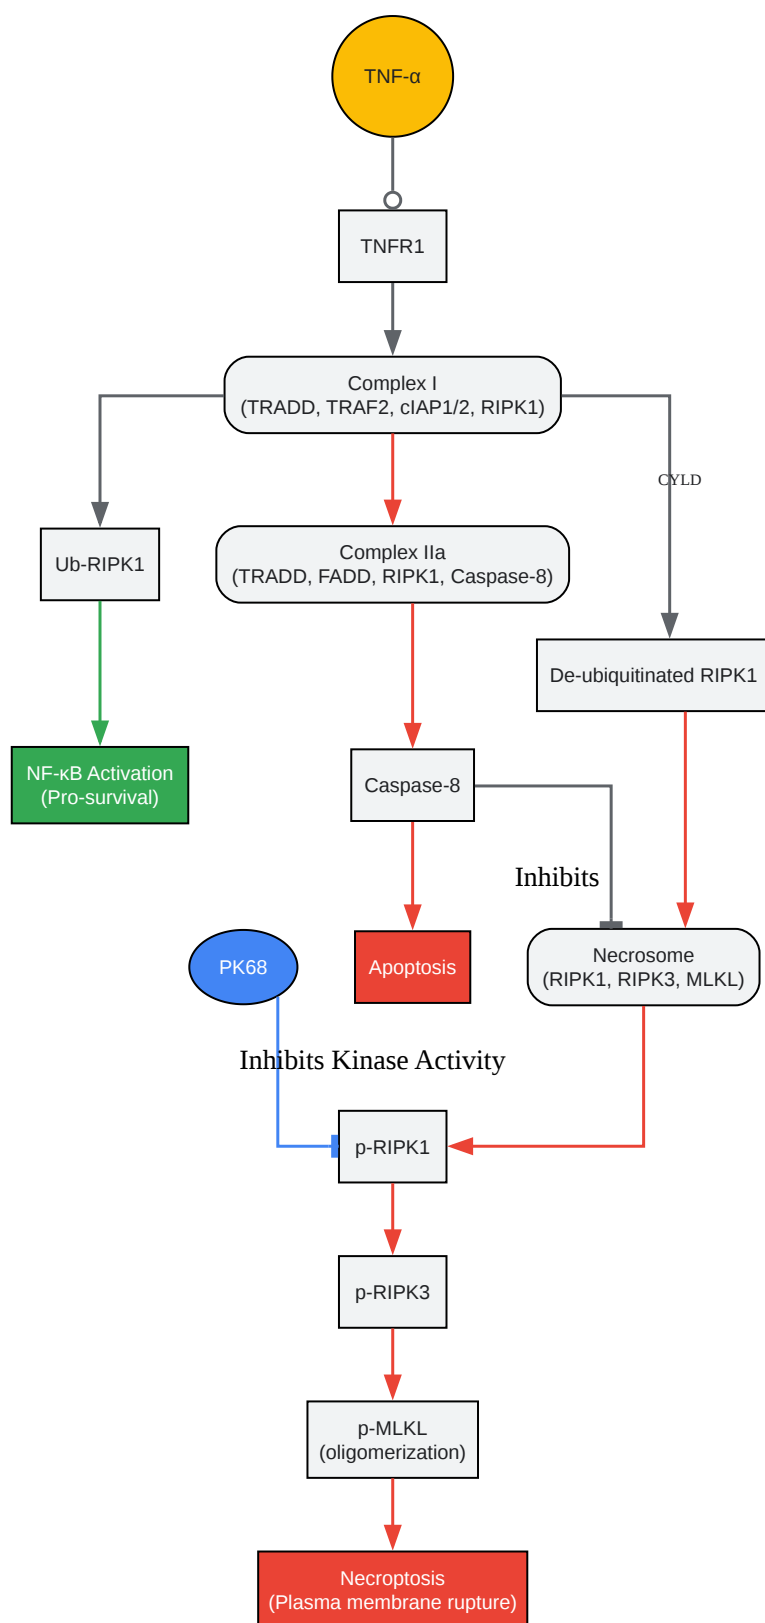 TNF-α
TNFR1
Complex I
(TRADD, TRAF2, cIAP1/2, RIPK1)
CYLD
Complex IIa
(TRADD, FADD, RIPK1, Caspase-8)
Ub-RIPK1
De-ubiquitinated RIPK1
NF-κB Activation
(Pro-survival)
Caspase-8
Inhibits
PK68
Apoptosis
Necrosome
(RIPK1, RIPK3, MLKL)
Inhibits Kinase Activity
p-RIPK1
p-RIPK3
p-MLKL
(oligomerization)
Necroptosis
(Plasma membrane rupture)